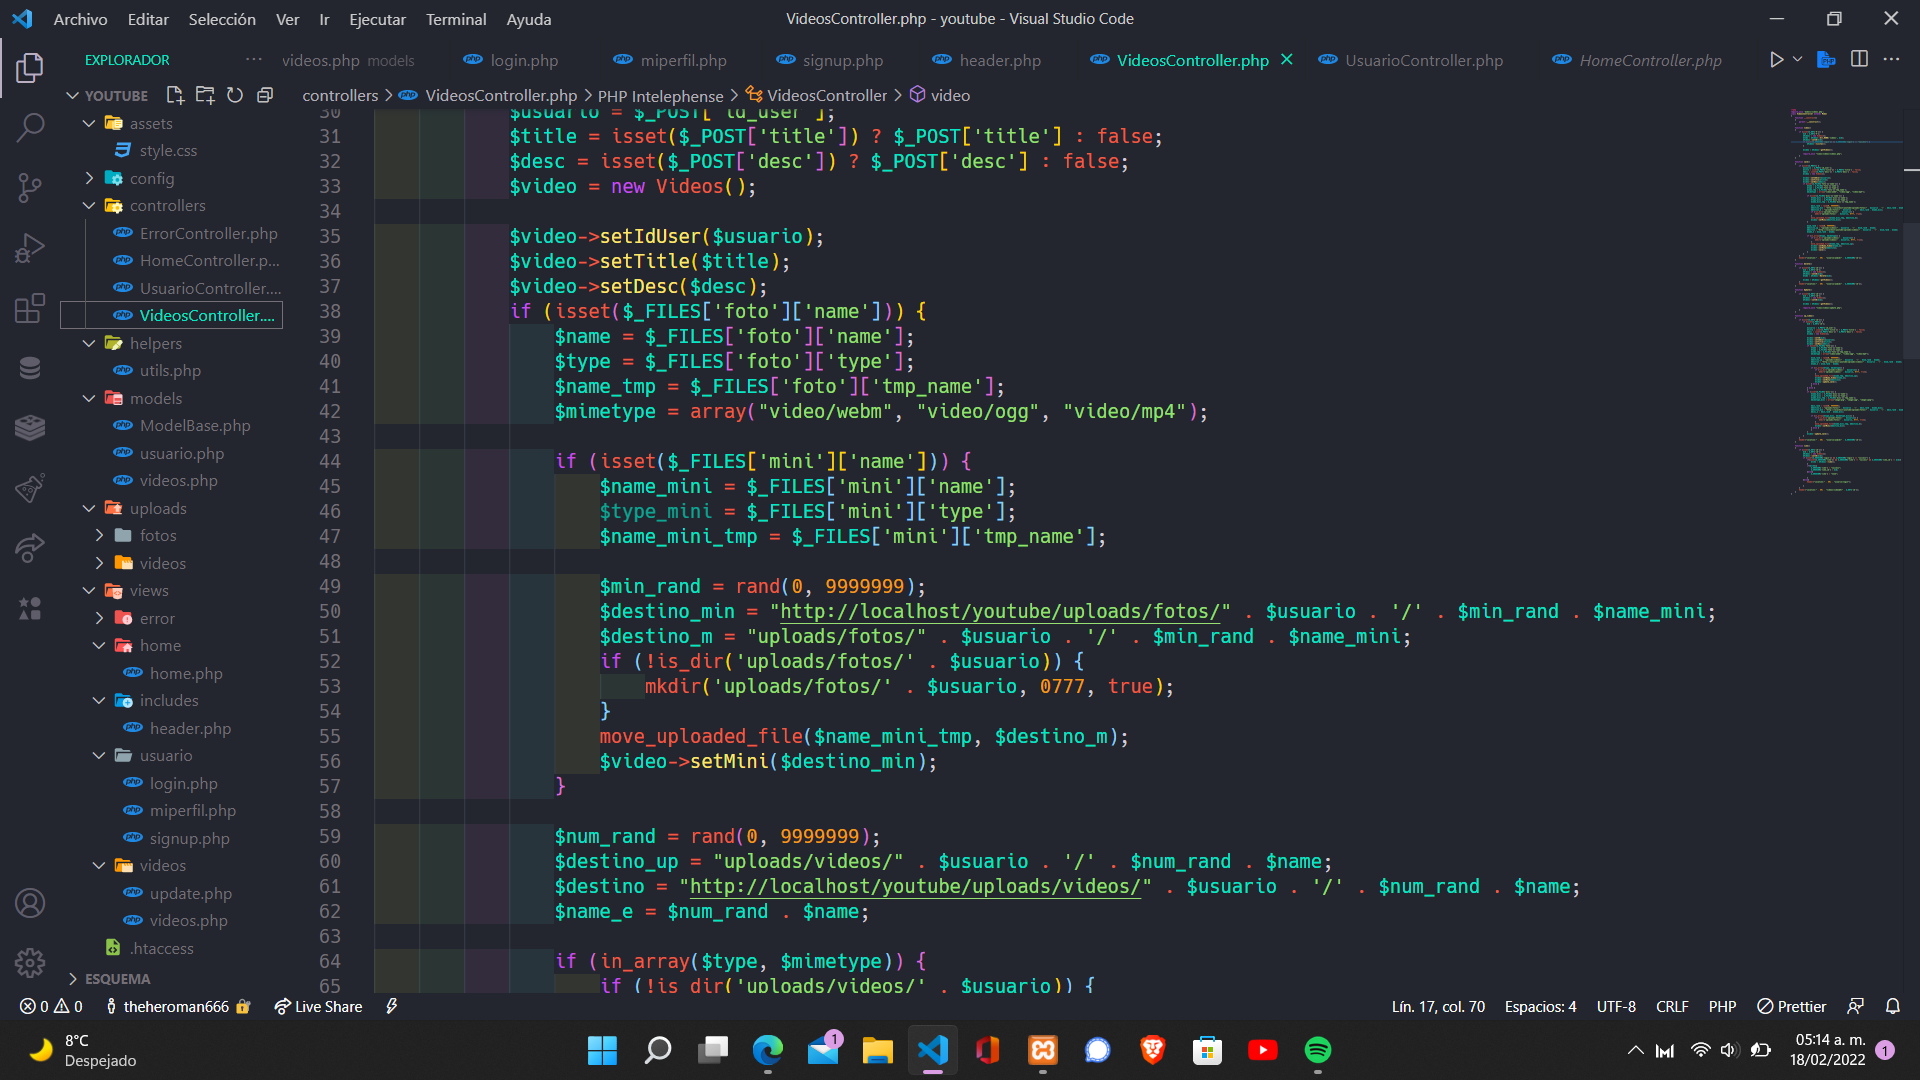 Archivo Editar Selección Ver Ir Ejecutar Terminal Ayuda
VideosController.php - youtube - Visual Studio Code
EXPLORADOR ···
videos.php models login.php miperfil.php signup.php header.php VideosController.php UsuarioController.php HomeController.php
YOUTUBE
controllers > VideosController.php > PHP Intelephense > VideosController > video
assets
style.css
config
controllers
ErrorController.php
HomeController.p...
UsuarioController....
VideosController....
helpers
utils.php
models
ModelBase.php
usuario.php
videos.php
uploads
fotos
videos
views
error
home
home.php
includes
header.php
usuario
login.php
miperfil.php
signup.php
videos
update.php
videos.php
.htaccess
ESQUEMA
30 $usuario = $_POST['id_user'];
31 $title = isset($_POST['title']) ? $_POST['title'] : false;
32 $desc = isset($_POST['desc']) ? $_POST['desc'] : false;
33 $video = new Videos();
34
35 $video->setIdUser($usuario);
36 $video->setTitle($title);
37 $video->setDesc($desc);
38 if (isset($_FILES['foto']['name'])) {
39 $name = $_FILES['foto']['name'];
40 $type = $_FILES['foto']['type'];
41 $name_tmp = $_FILES['foto']['tmp_name'];
42 $mimetype = array("video/webm", "video/ogg", "video/mp4");
43
44 if (isset($_FILES['mini']['name'])) {
45 $name_mini = $_FILES['mini']['name'];
46 $type_mini = $_FILES['mini']['type'];
47 $name_mini_tmp = $_FILES['mini']['tmp_name'];
48
49 $min_rand = rand(0, 9999999);
50 $destino_min = "http://localhost/youtube/uploads/fotos/" . $usuario . '/' . $min_rand . $name_mini;
51 $destino_m = "uploads/fotos/" . $usuario . '/' . $min_rand . $name_mini;
52 if (!is_dir('uploads/fotos/' . $usuario)) {
53 mkdir('uploads/fotos/' . $usuario, 0777, true);
54 }
55 move_uploaded_file($name_mini_tmp, $destino_m);
56 $video->setMini($destino_min);
57 }
58
59 $num_rand = rand(0, 9999999);
60 $destino_up = "uploads/videos/" . $usuario . '/' . $num_rand . $name;
61 $destino = "http://localhost/youtube/uploads/videos/" . $usuario . '/' . $num_rand . $name;
62 $name_e = $num_rand . $name;
63
64 if (in_array($type, $mimetype)) {
65 if (!is_dir('uploads/videos/' . $usuario)) {
0 0 theheroman666 Live Share
Lín. 17, col. 70 Espacios: 4 UTF-8 CRLF PHP Prettier
8°C
Despejado
1
05:14 a. m.
18/02/2022
1